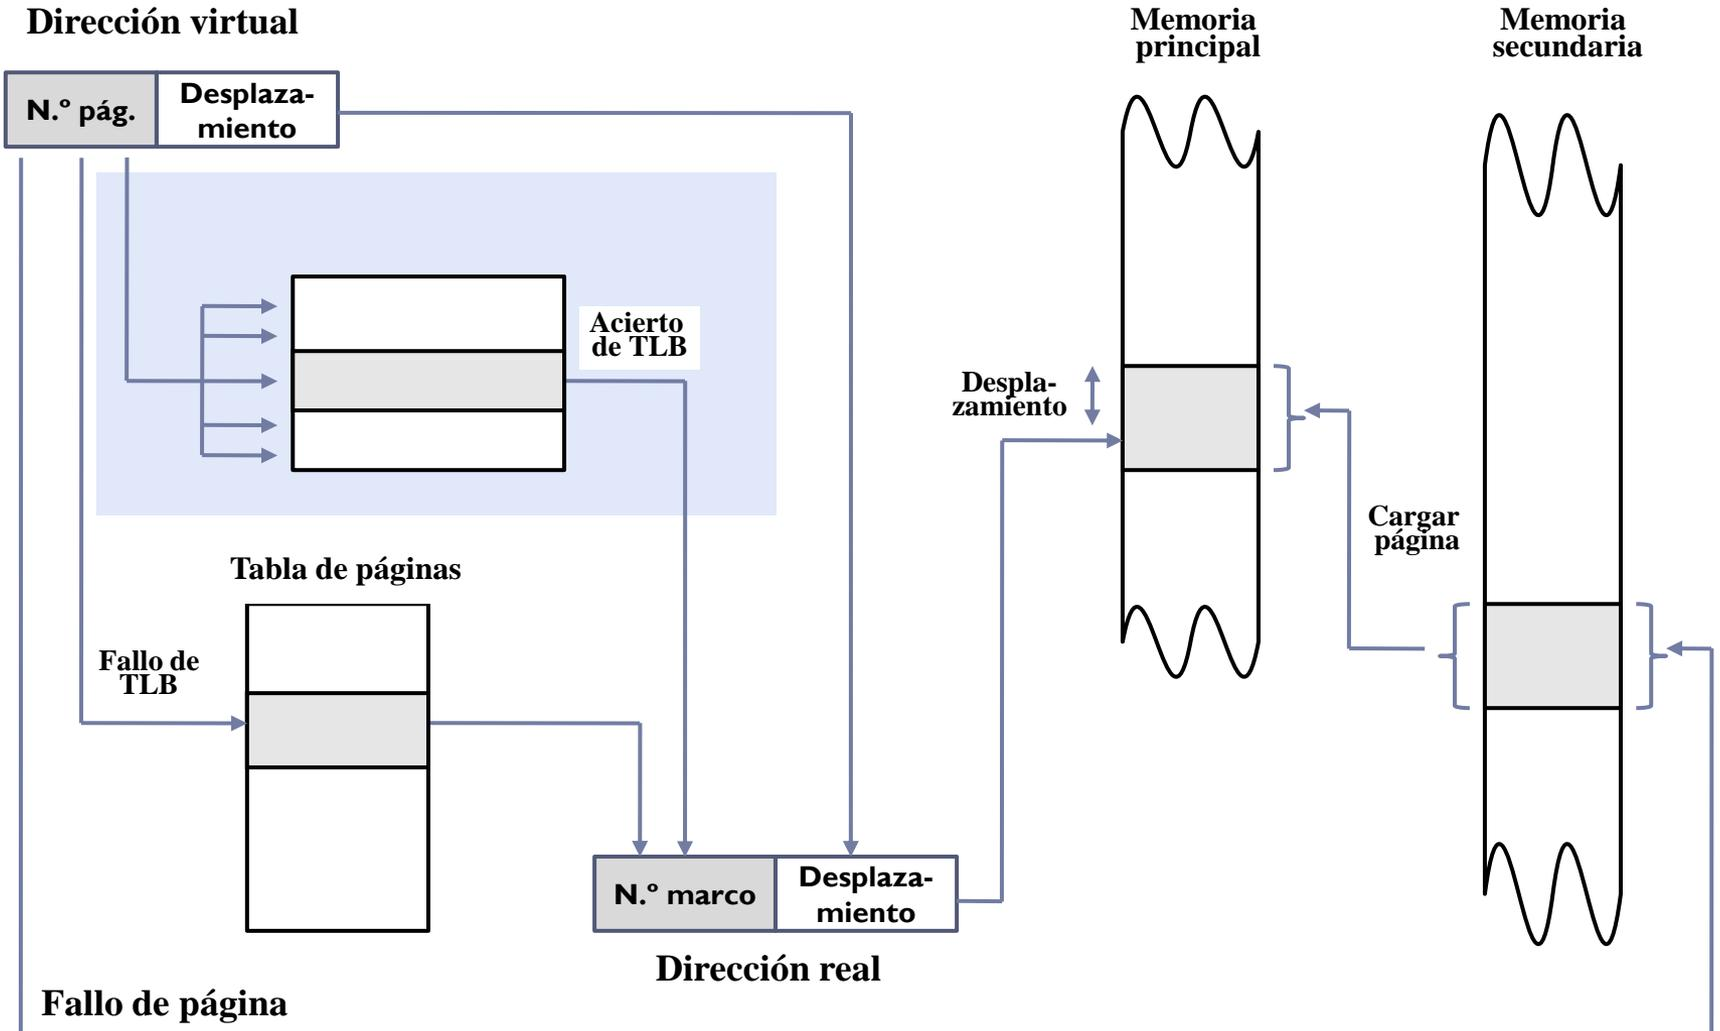 Dirección virtual
Memoria
principal
Memoria
secundaria
N.º pág.
Desplaza-
miento
Acierto
de TLB
Despla-
zamiento
Cargar
página
Tabla de páginas
Fallo de
TLB
N.º marco
Desplaza-
miento
Dirección real
Fallo de página